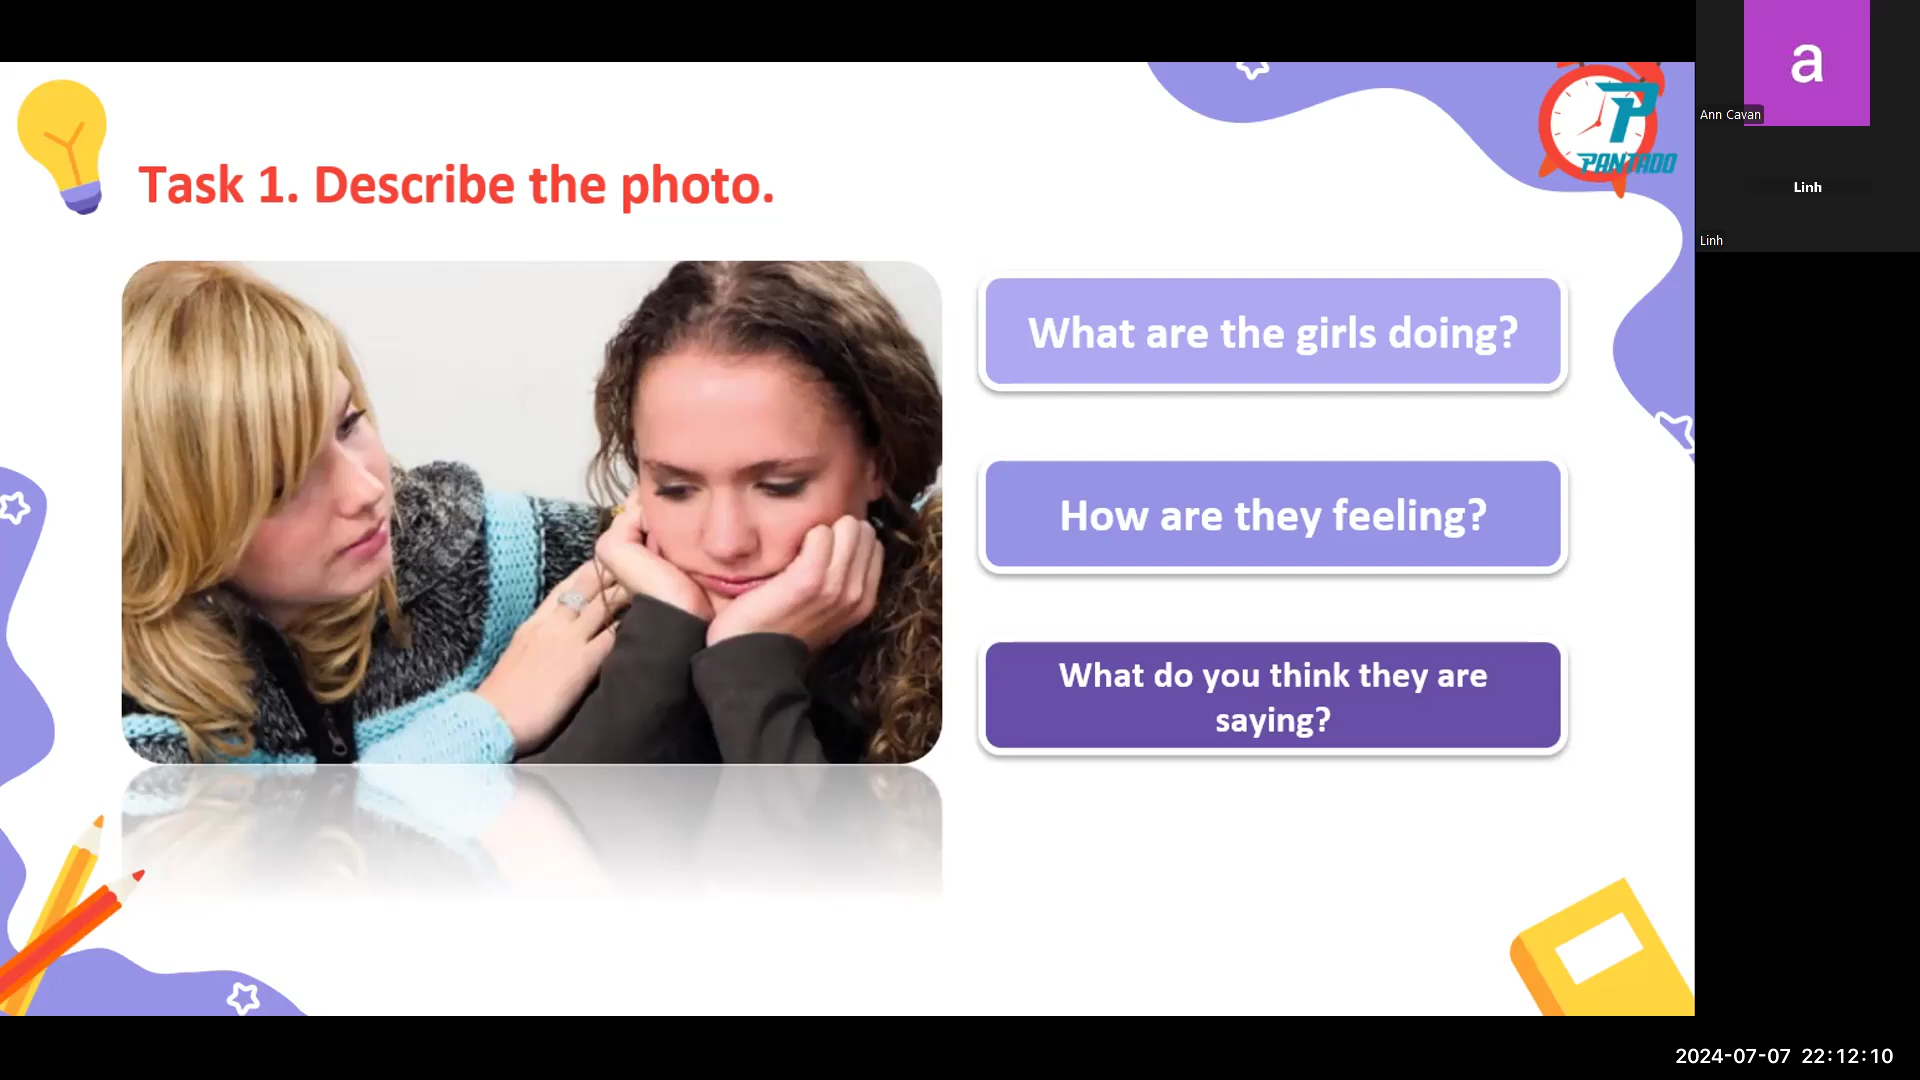 Task 1. Describe the photo.
What are the girls doing?
How are they feeling?
What do you think they are
saying?
P
PANTADO
a
Ann Cavan
Linh
Linh
2024-07-07 22:12:10